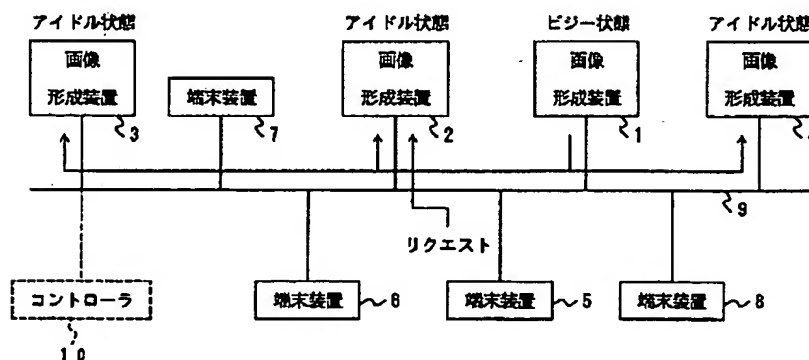 アイドル状態
アイドル状態
ビジー状態
アイドル状態
画像
形成装置
3
端末装置
7
画像
形成装置
2
画像
形成装置
1
画像
形成装置
9
リクエスト
コントローラ
10
端末装置
6
端末装置
5
端末装置
8